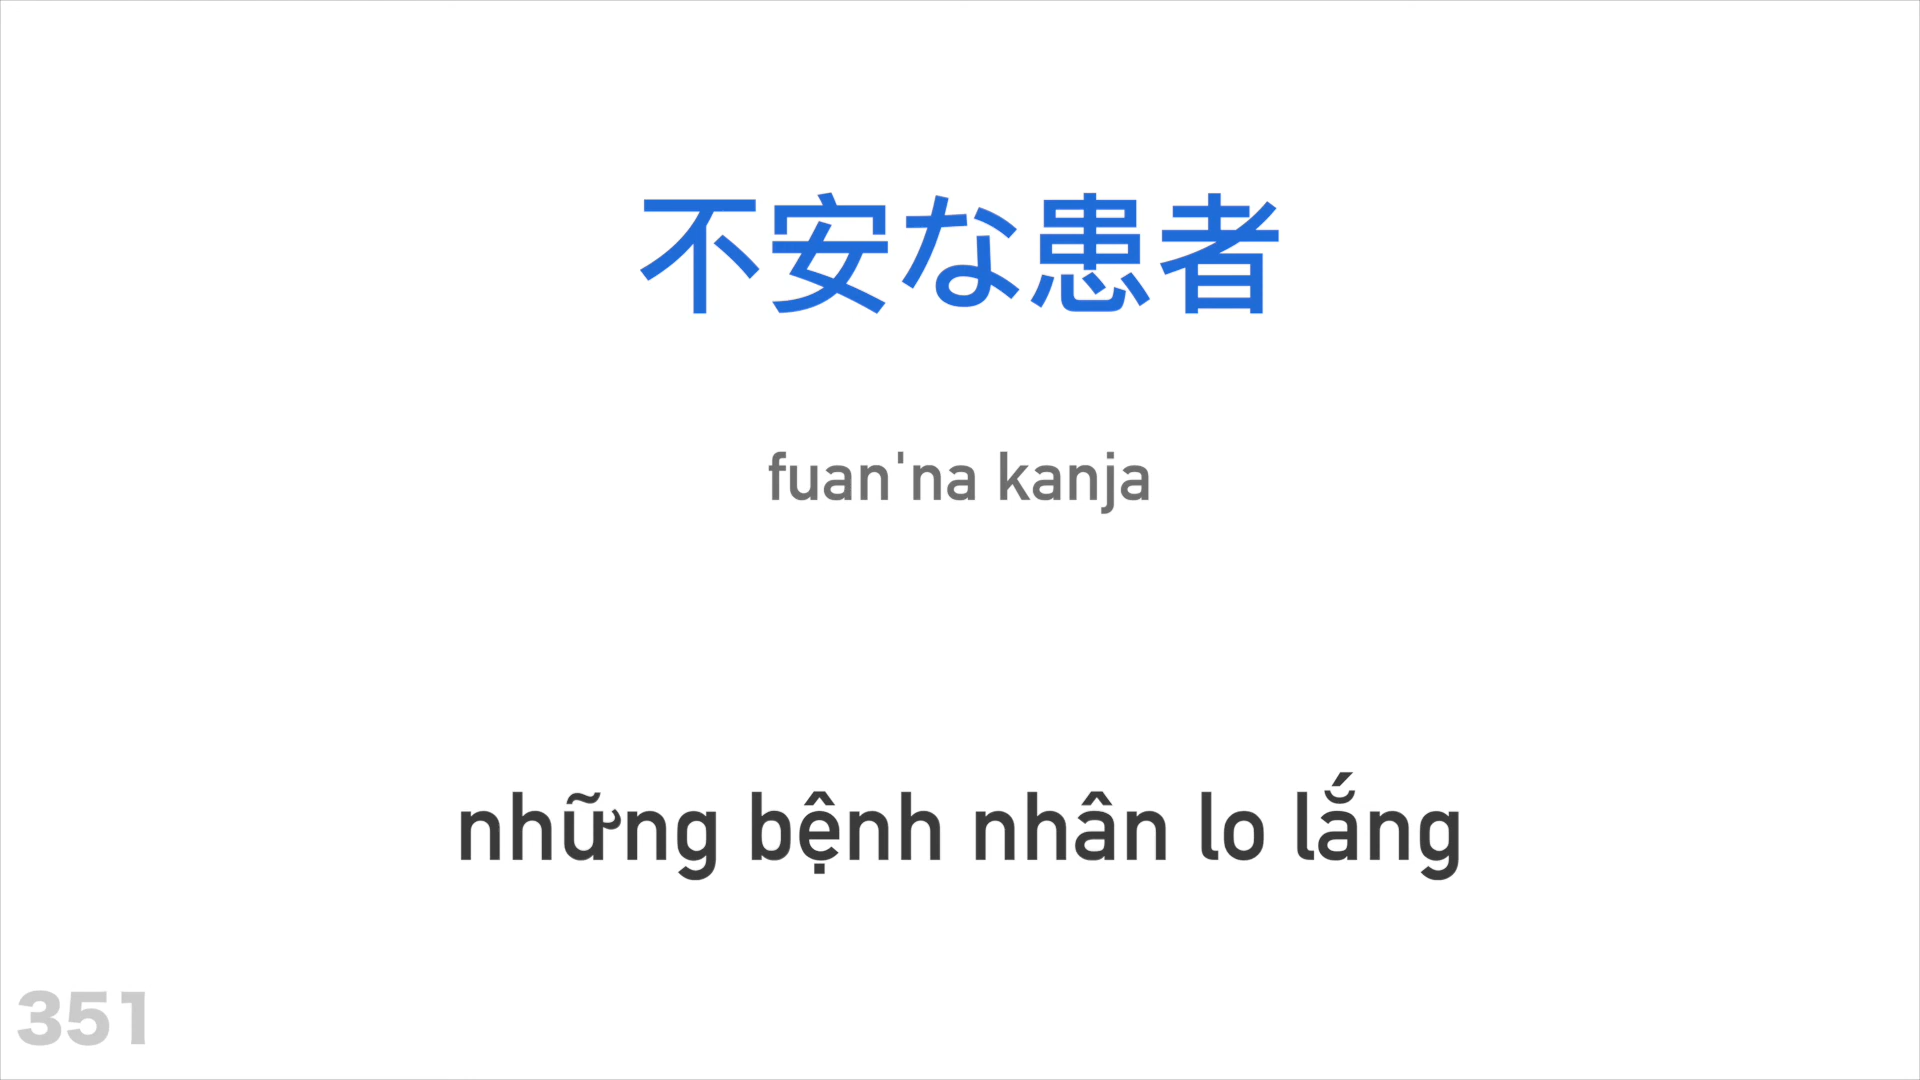 不安な患者
fuan'na kanja
những bệnh nhân lo lắng
351